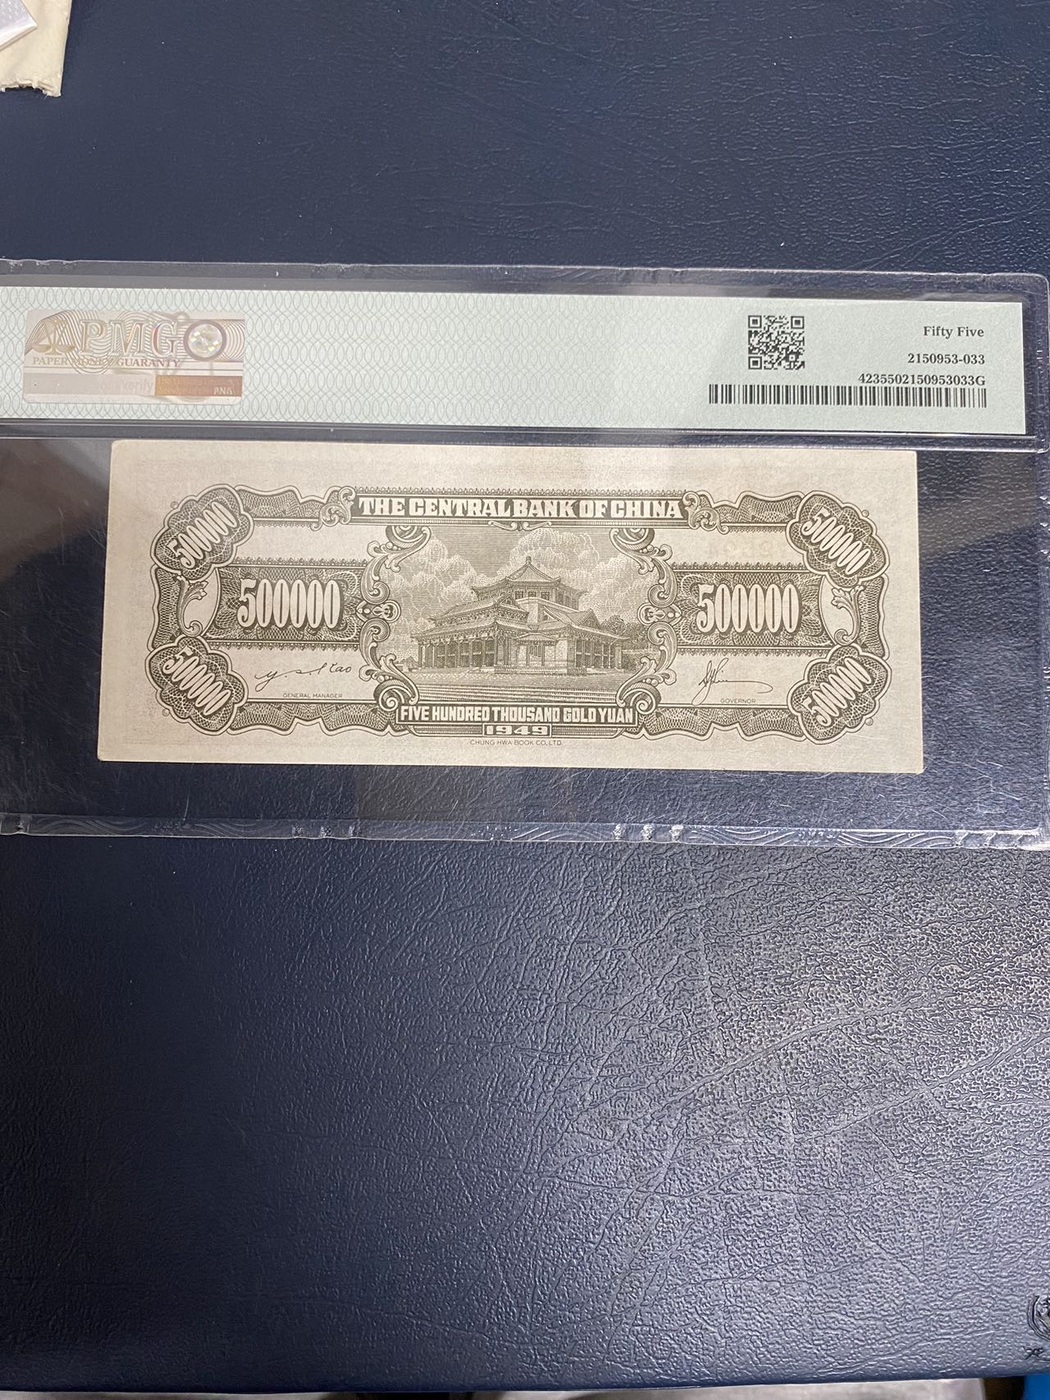 PMG
PAPER MONEY GUARANTY
Fifty Five
2150953-033
4235502150953033G
THE CENTRAL BANK OF CHINA
500000
500000
500000
500000
500000
500000
GENERAL MANAGER
GOVERNOR
FIVE HUNDRED THOUSAND GOLD YUAN
1949
CHUNG HWA BOOK CO., LTD.